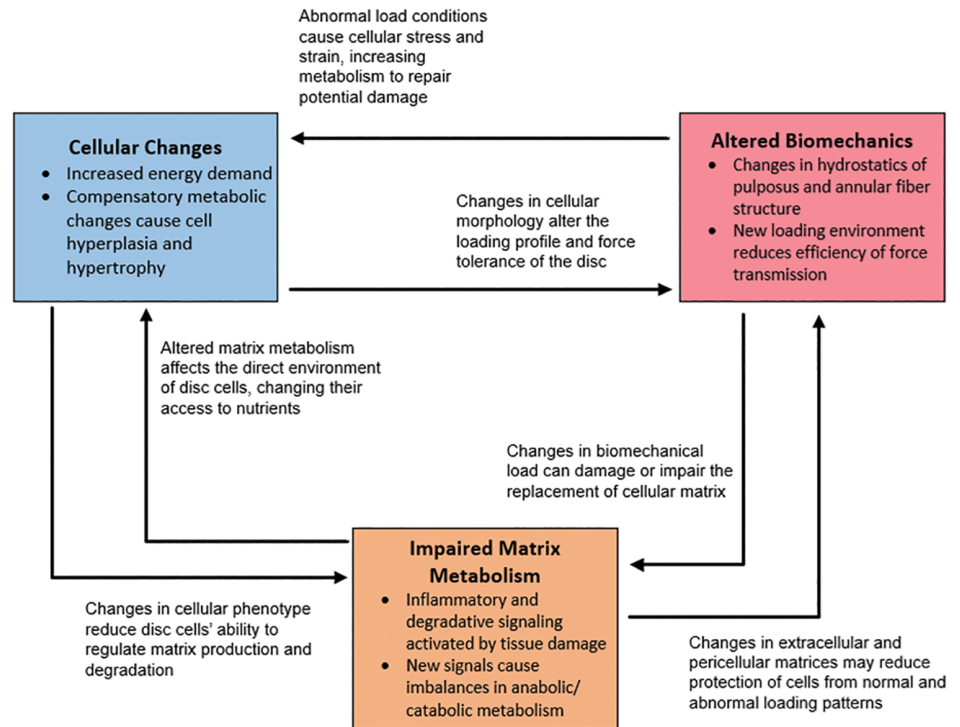 Abnormal load conditions
cause cellular stress and
strain, increasing
metabolism to repair
potential damage
Cellular Changes
• Increased energy demand
• Compensatory metabolic
changes cause cell
hyperplasia and
hypertrophy
Altered Biomechanics
• Changes in hydrostatics of
pulposus and annular fiber
structure
• New loading environment
reduces efficiency of force
transmission
Changes in cellular
morphology alter the
loading profile and force
tolerance of the disc
Altered matrix metabolism
affects the direct environment
of disc cells, changing their
access to nutrients
Changes in biomechanical
load can damage or impair the
replacement of cellular matrix
Impaired Matrix
Metabolism
• Inflammatory and
degradative signaling
activated by tissue damage
• New signals cause
imbalances in anabolic/
catabolic metabolism
Changes in cellular phenotype
reduce disc cells’ ability to
regulate matrix production and
degradation
Changes in extracellular and
pericellular matrices may reduce
protection of cells from normal and
abnormal loading patterns